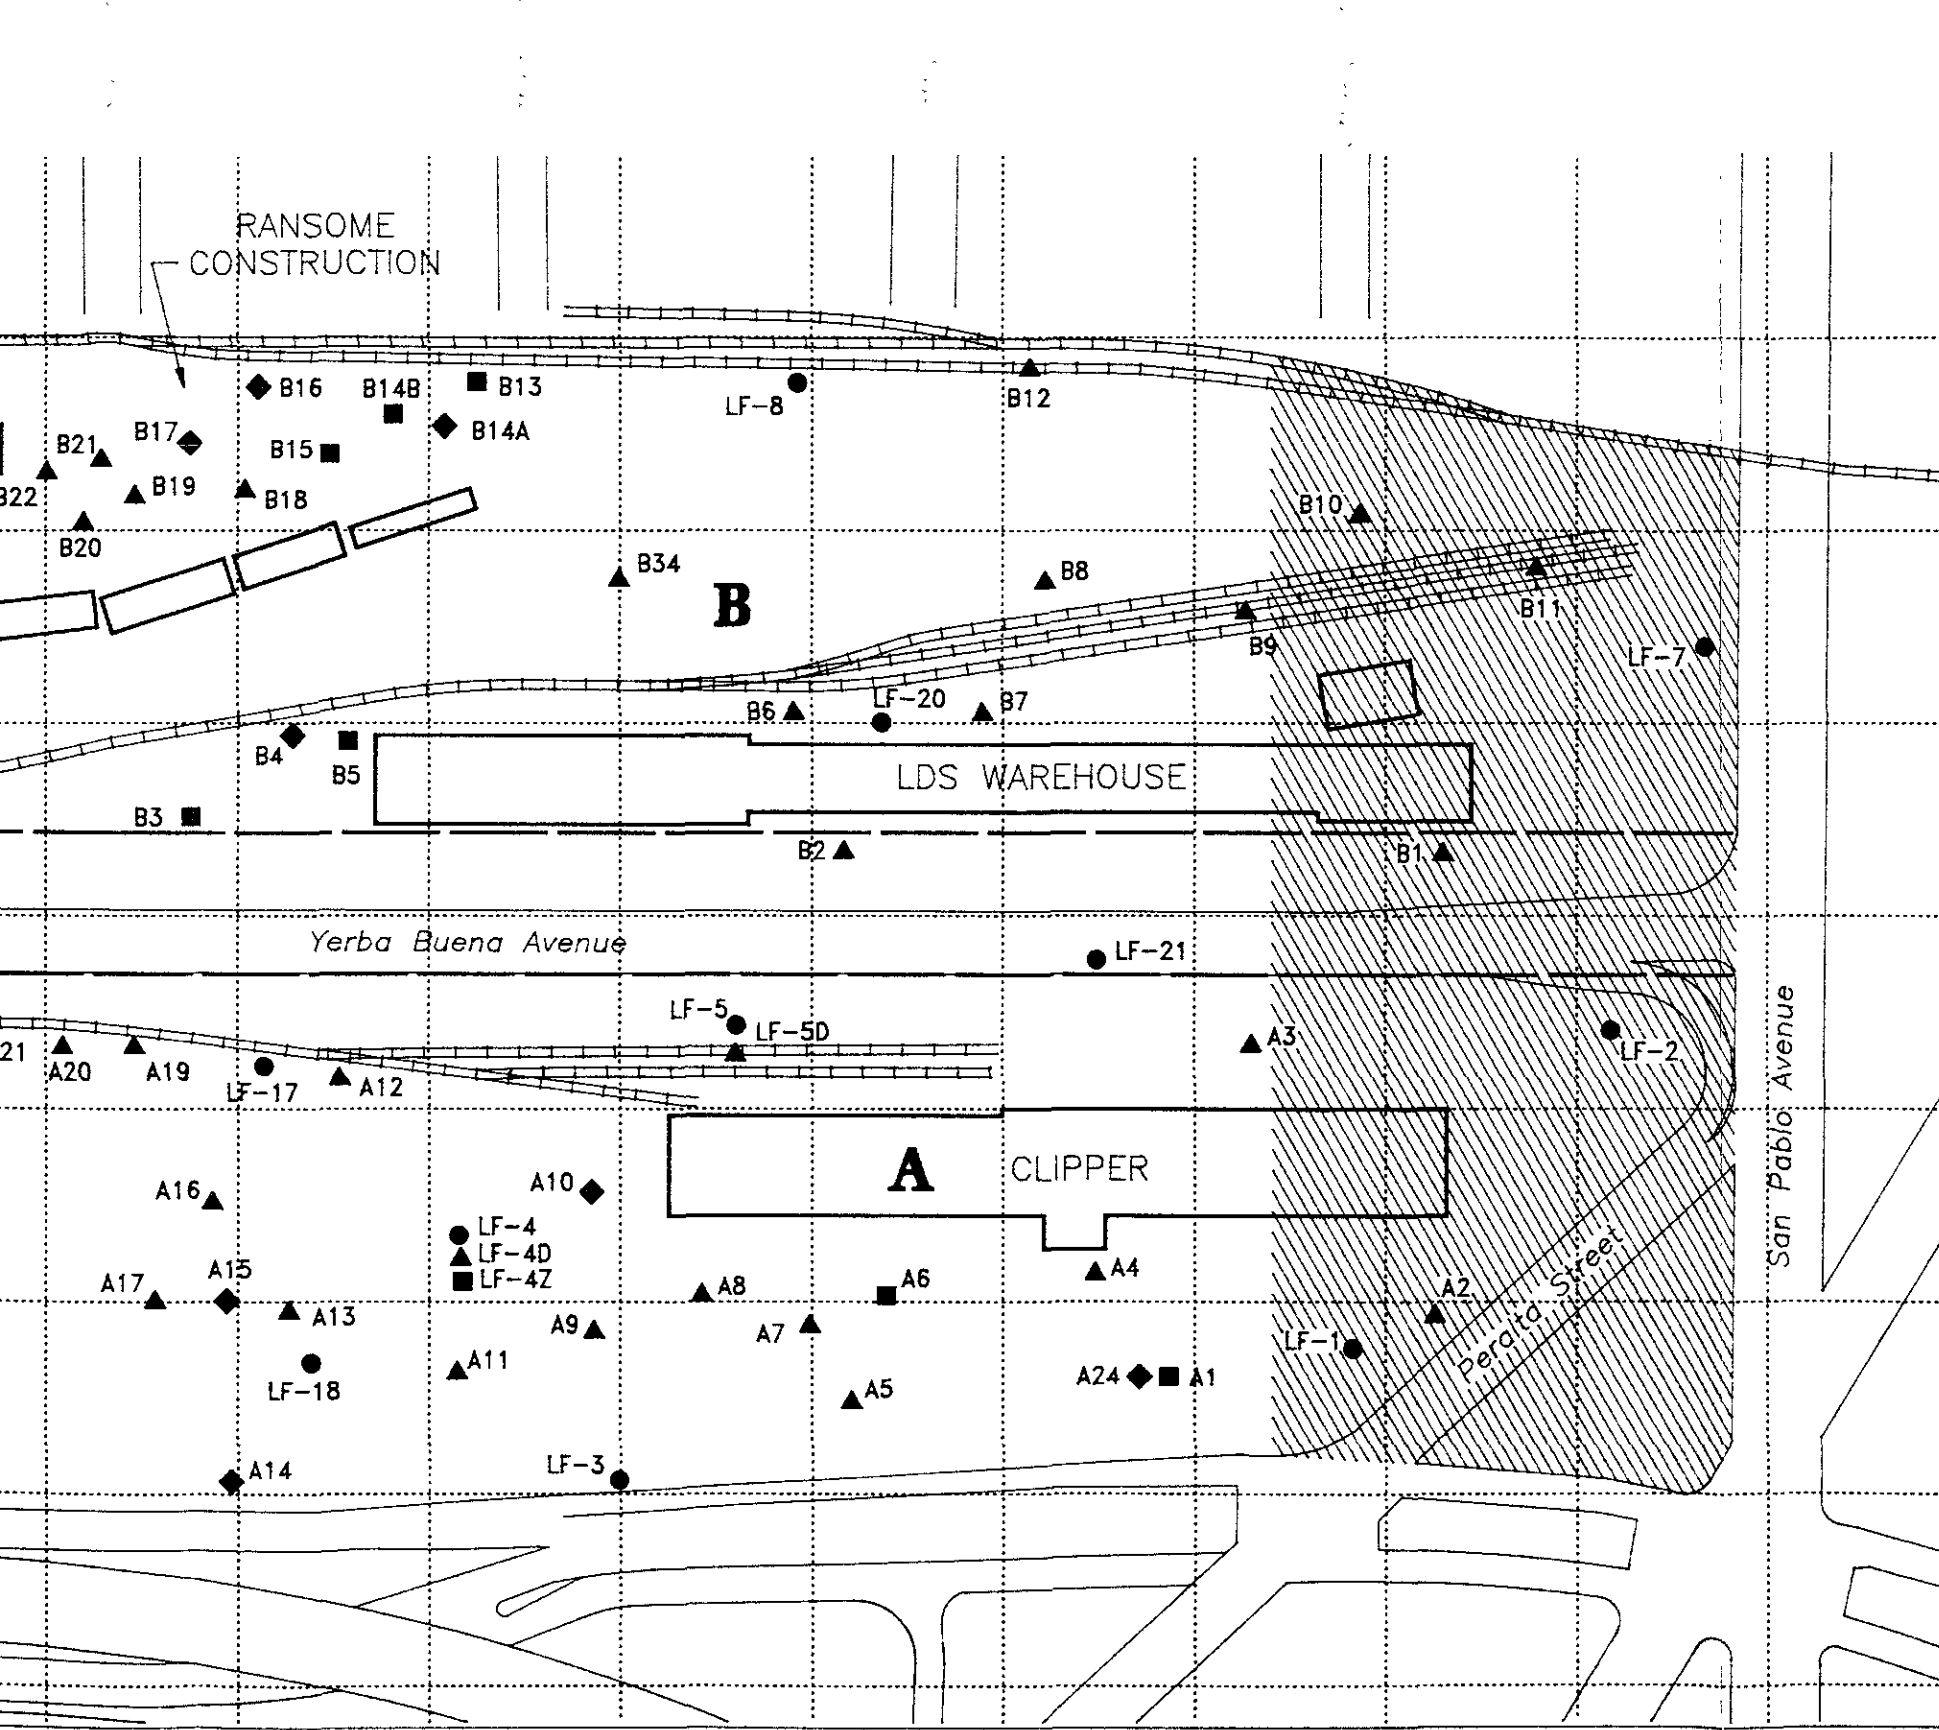 RANSOME
CONSTRUCTION
B16
B14B
B13
LF-8
B12
B17
B14A
B21
B15
B22
B19
B18
B10
B20
B34
B8
B
B11
B9
LF-7
LF-20
B6
B7
B4
B5
LDS WAREHOUSE
B3
B2
B1
Yerba Buena Avenue
LF-21
LF-5
LF-5D
A3
21
A20
A19
LF-17
A12
LF-2
San Pablo Avenue
A16
A10
A
CLIPPER
LF-4
LF-4D
LF-4Z
A17
A15
A13
A8
A6
A4
A2
A9
A7
LF-1
Peralta Street
A11
LF-18
A5
A24
A1
A14
LF-3